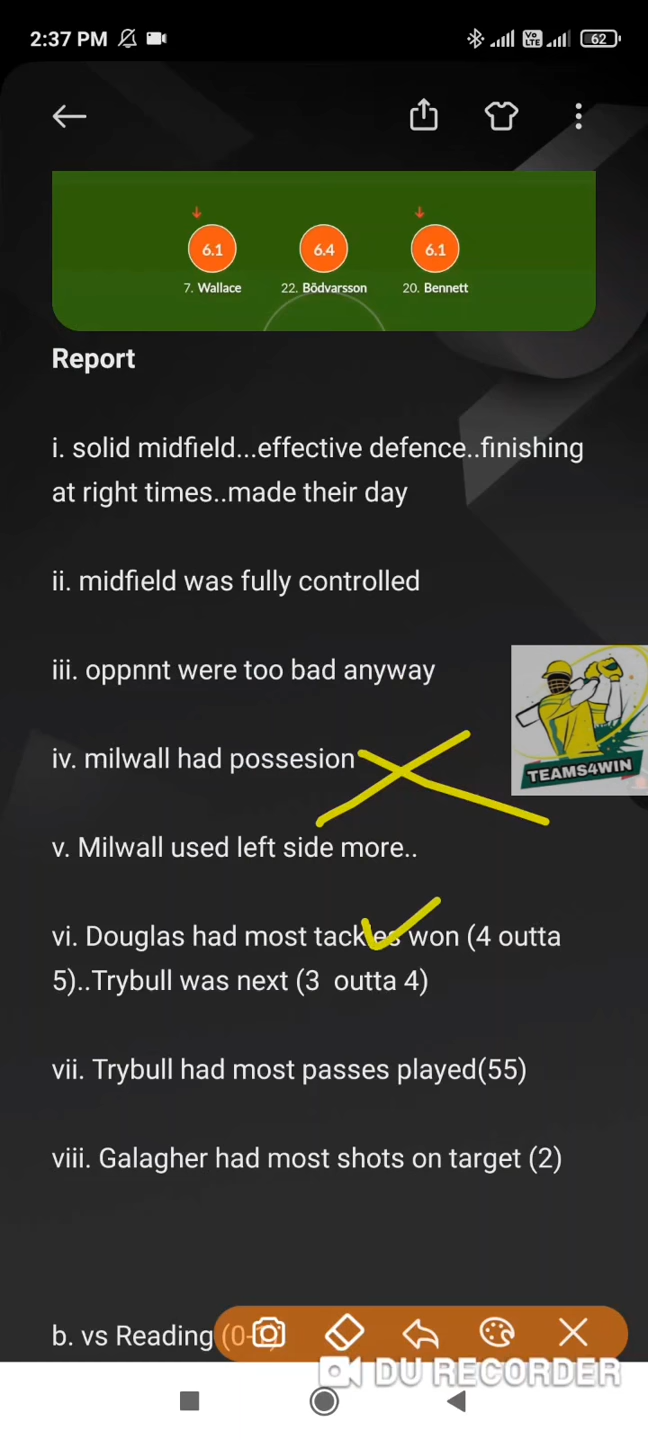 2:37 PM
Vo LTE
62
6.1 6.4 6.1
7. Wallace 22. Bödvarsson 20. Bennett
Report
i. solid midfield...effective defence..finishing
at right times..made their day
ii. midfield was fully controlled
iii. oppnnt were too bad anyway
iv. milwall had possesion
TEAMS4WIN
v. Milwall used left side more..
vi. Douglas had most tackles won (4 outta
5)..Trybull was next (3 outta 4)
vii. Trybull had most passes played(55)
viii. Galagher had most shots on target (2)
b. vs Reading (0-
DU RECORDER